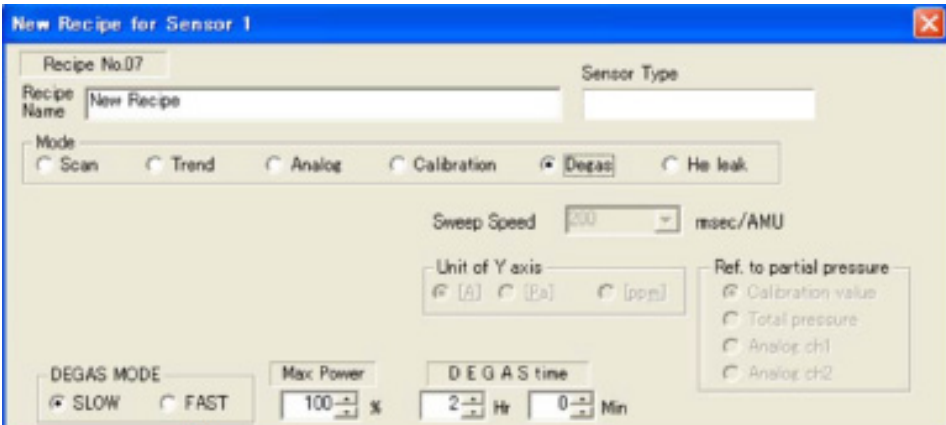 New Recipe for Sensor 1
Recipe No.07
Sensor Type
Recipe Name New Recipe
Mode
Scan Trend Analog Calibration Degas He leak
Sweep Speed 200 msec/AMU
Unit of Y axis
[A] [Pa] [ppm]
Ref. to partial pressure
Calibration value
Total pressure
Analog ch1
Analog ch2
DEGAS MODE
SLOW FAST
Max Power
100 %
DEGAS time
2 Hr 0 Min